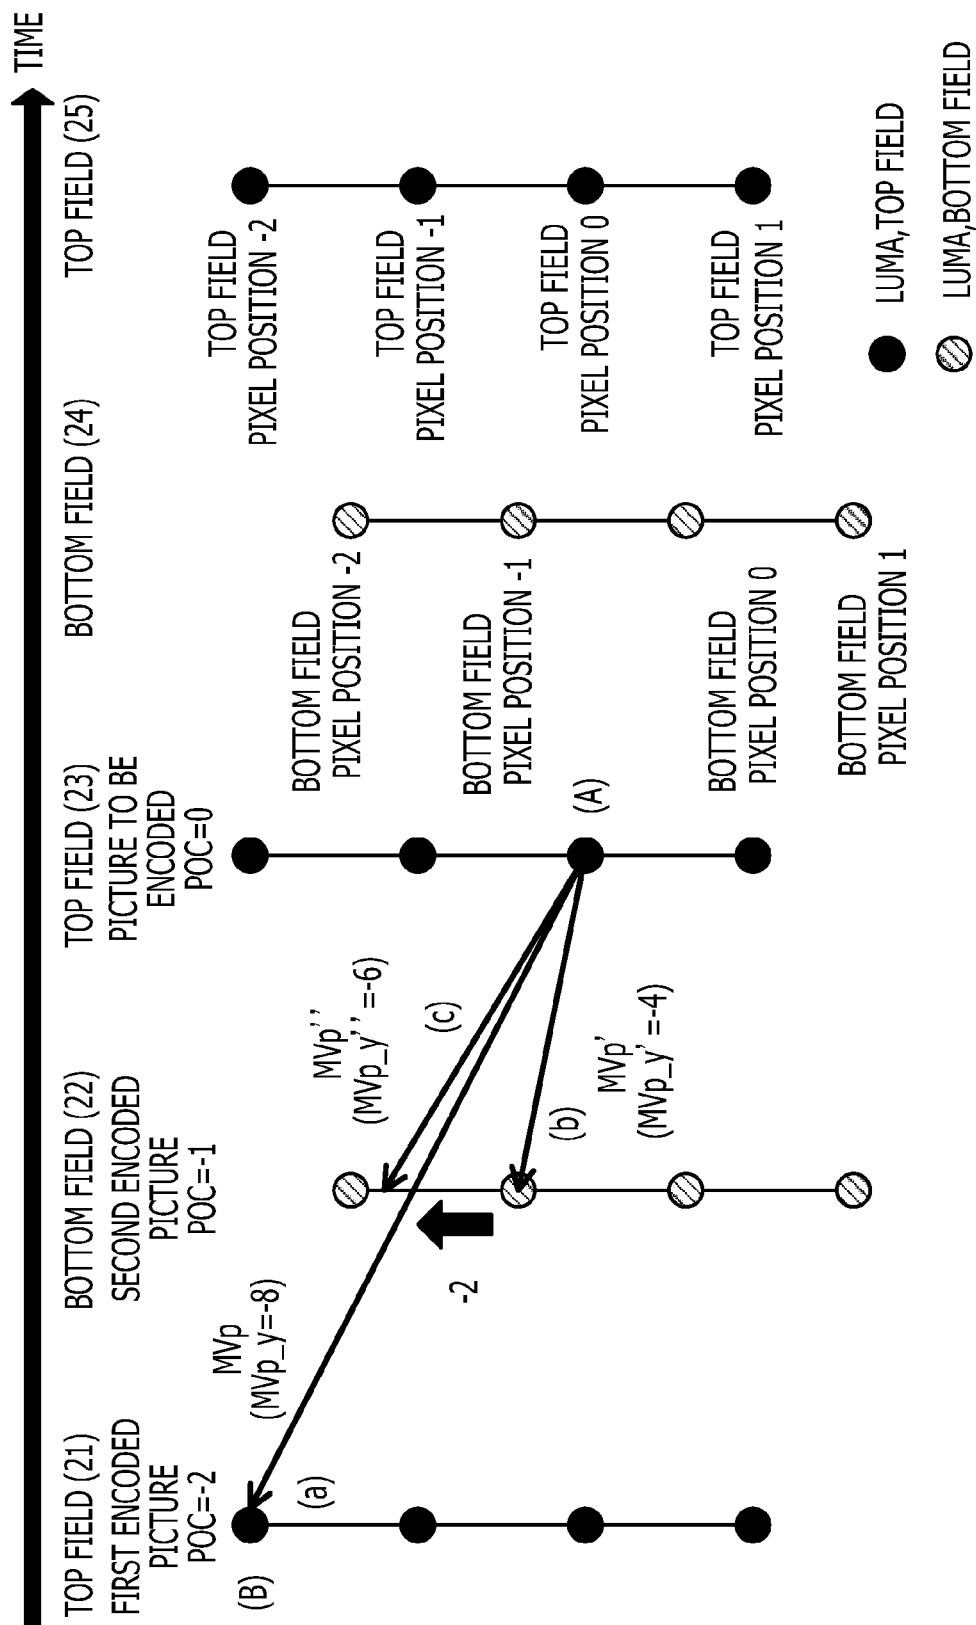 TIME
TOP FIELD (21)
FIRST ENCODED
PICTURE
POC=-2
BOTTOM FIELD (22)
SECOND ENCODED
PICTURE
POC=-1
TOP FIELD (23)
PICTURE TO BE
ENCODED
POC=0
BOTTOM FIELD (24)
TOP FIELD (25)
(B)
(a)
MVp
(MVp_y=-8)
-2
MVp''
(MVp_y''=-6)
(c)
(b)
MVp'
(MVp_y'=-4)
(A)
BOTTOM FIELD
PIXEL POSITION -2
BOTTOM FIELD
PIXEL POSITION -1
BOTTOM FIELD
PIXEL POSITION 0
BOTTOM FIELD
PIXEL POSITION 1
TOP FIELD
PIXEL POSITION -2
TOP FIELD
PIXEL POSITION -1
TOP FIELD
PIXEL POSITION 0
TOP FIELD
PIXEL POSITION 1
LUMA,TOP FIELD
LUMA,BOTTOM FIELD